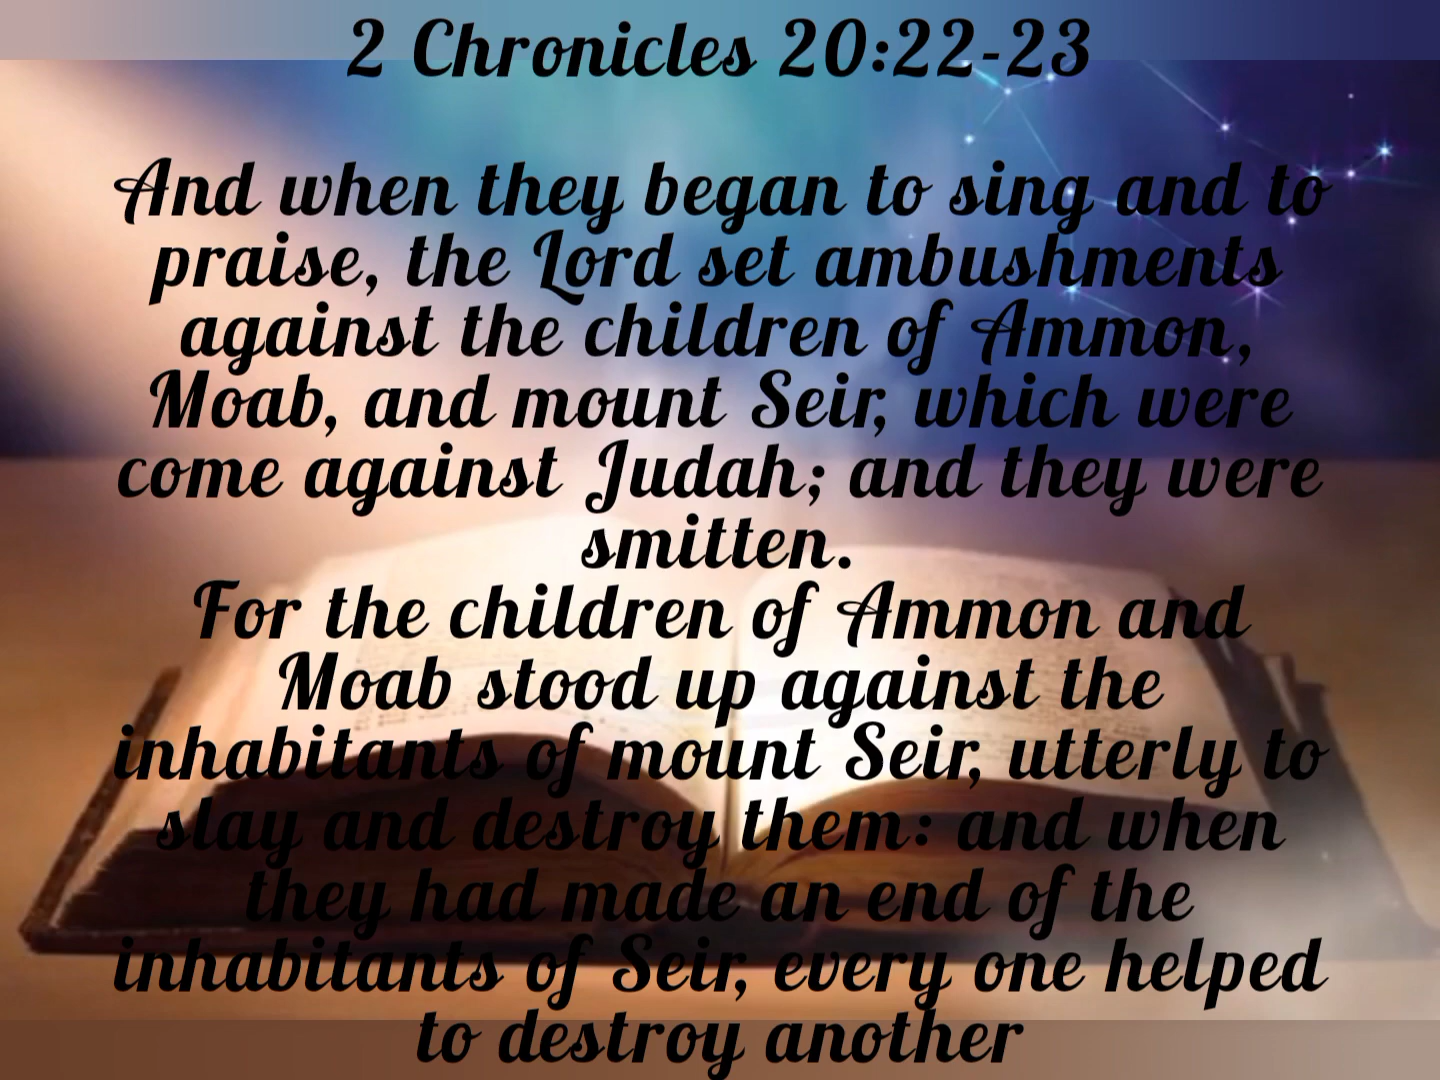 2 Chronicles 20:22-23
And when they began to sing and to
praise, the Lord set ambushments
against the children of Ammon,
Moab, and mount Seir, which were
come against Judah; and they were
smitten.
For the children of Ammon and
Moab stood up against the
inhabitants of mount Seir, utterly to
slay and destroy them: and when
they had made an end of the
inhabitants of Seir, every one helped
to destroy another